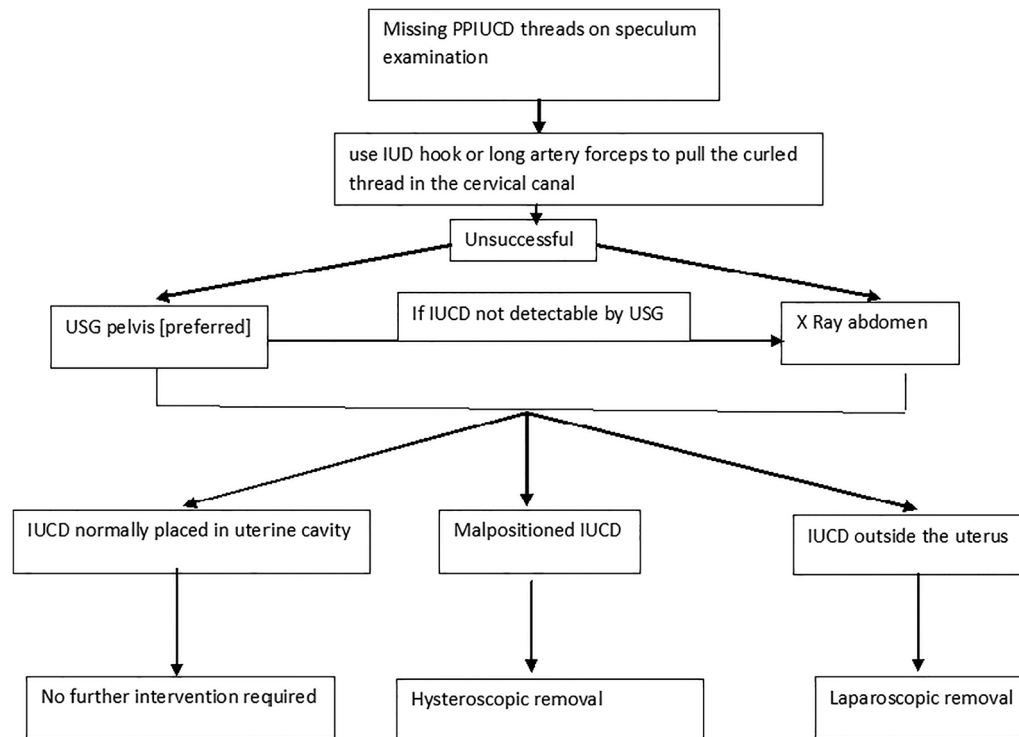 Missing PPIUCD threads on speculum
examination
use IUD hook or long artery forceps to pull the curled
thread in the cervical canal
Unsuccessful
USG pelvis [preferred]
If IUCD not detectable by USG
X Ray abdomen
IUCD normally placed in uterine cavity
Malpositioned IUCD
IUCD outside the uterus
No further intervention required
Hysteroscopic removal
Laparoscopic removal